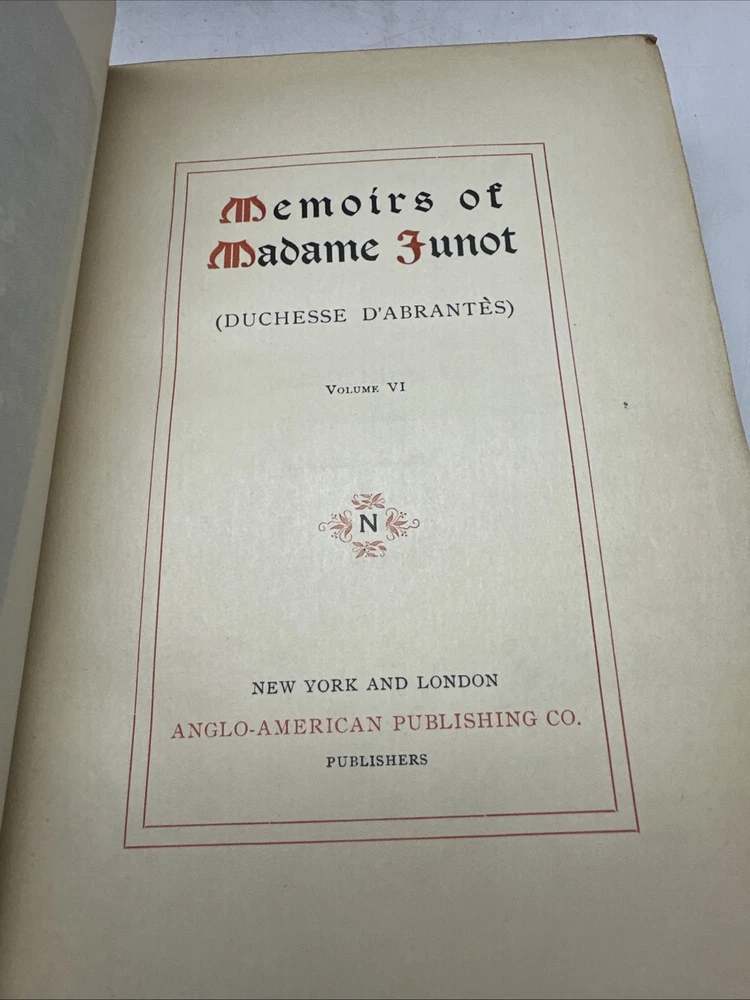 Memoirs of
Madame Junot
(DUCHESSE D'ABRANTÈS)
VOLUME VI
N
NEW YORK AND LONDON
ANGLO-AMERICAN PUBLISHING CO.
PUBLISHERS